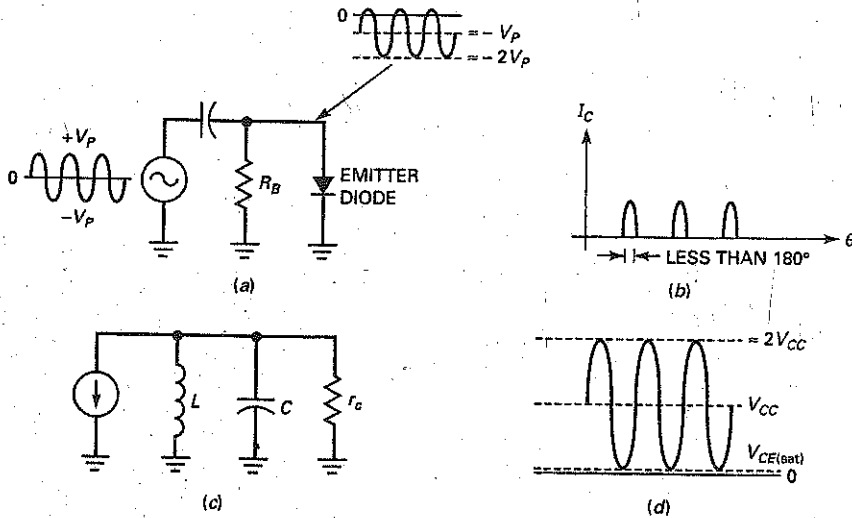 0
≈ - V_P
≈ - 2V_P
+V_P
0
-V_P
R_B
EMITTER
DIODE
(a)
I_C
θ
LESS THAN 180°
(b)
L
C
r_c
(c)
≈ 2V_CC
V_CC
V_CE(sat)
0
(d)